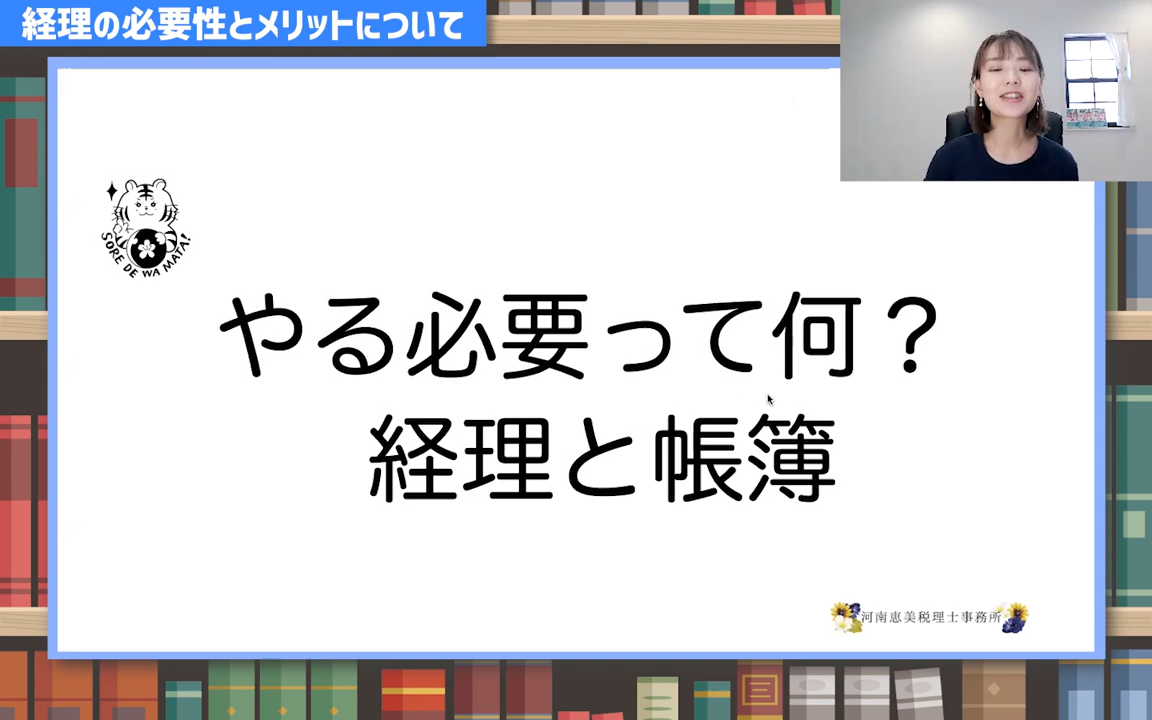 経理の必要性とメリットについて
SORE DE WA MATA!
やる必要って何？
経理と帳簿
河南恵美税理士事務所